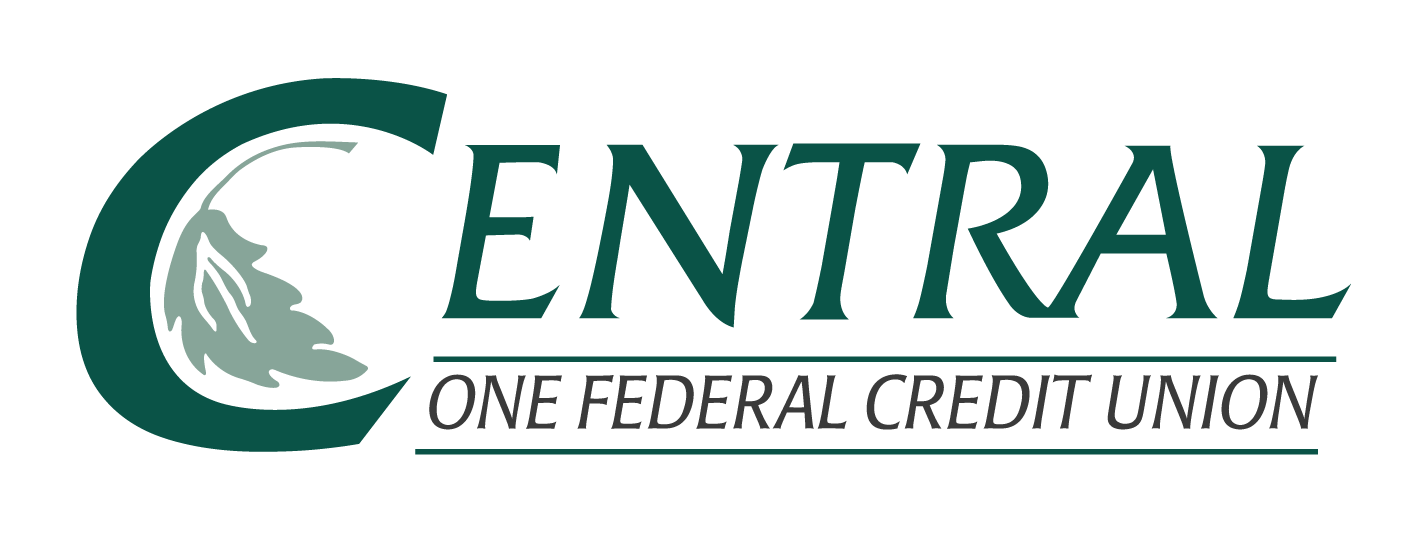 CENTRAL
ONE FEDERAL CREDIT UNION